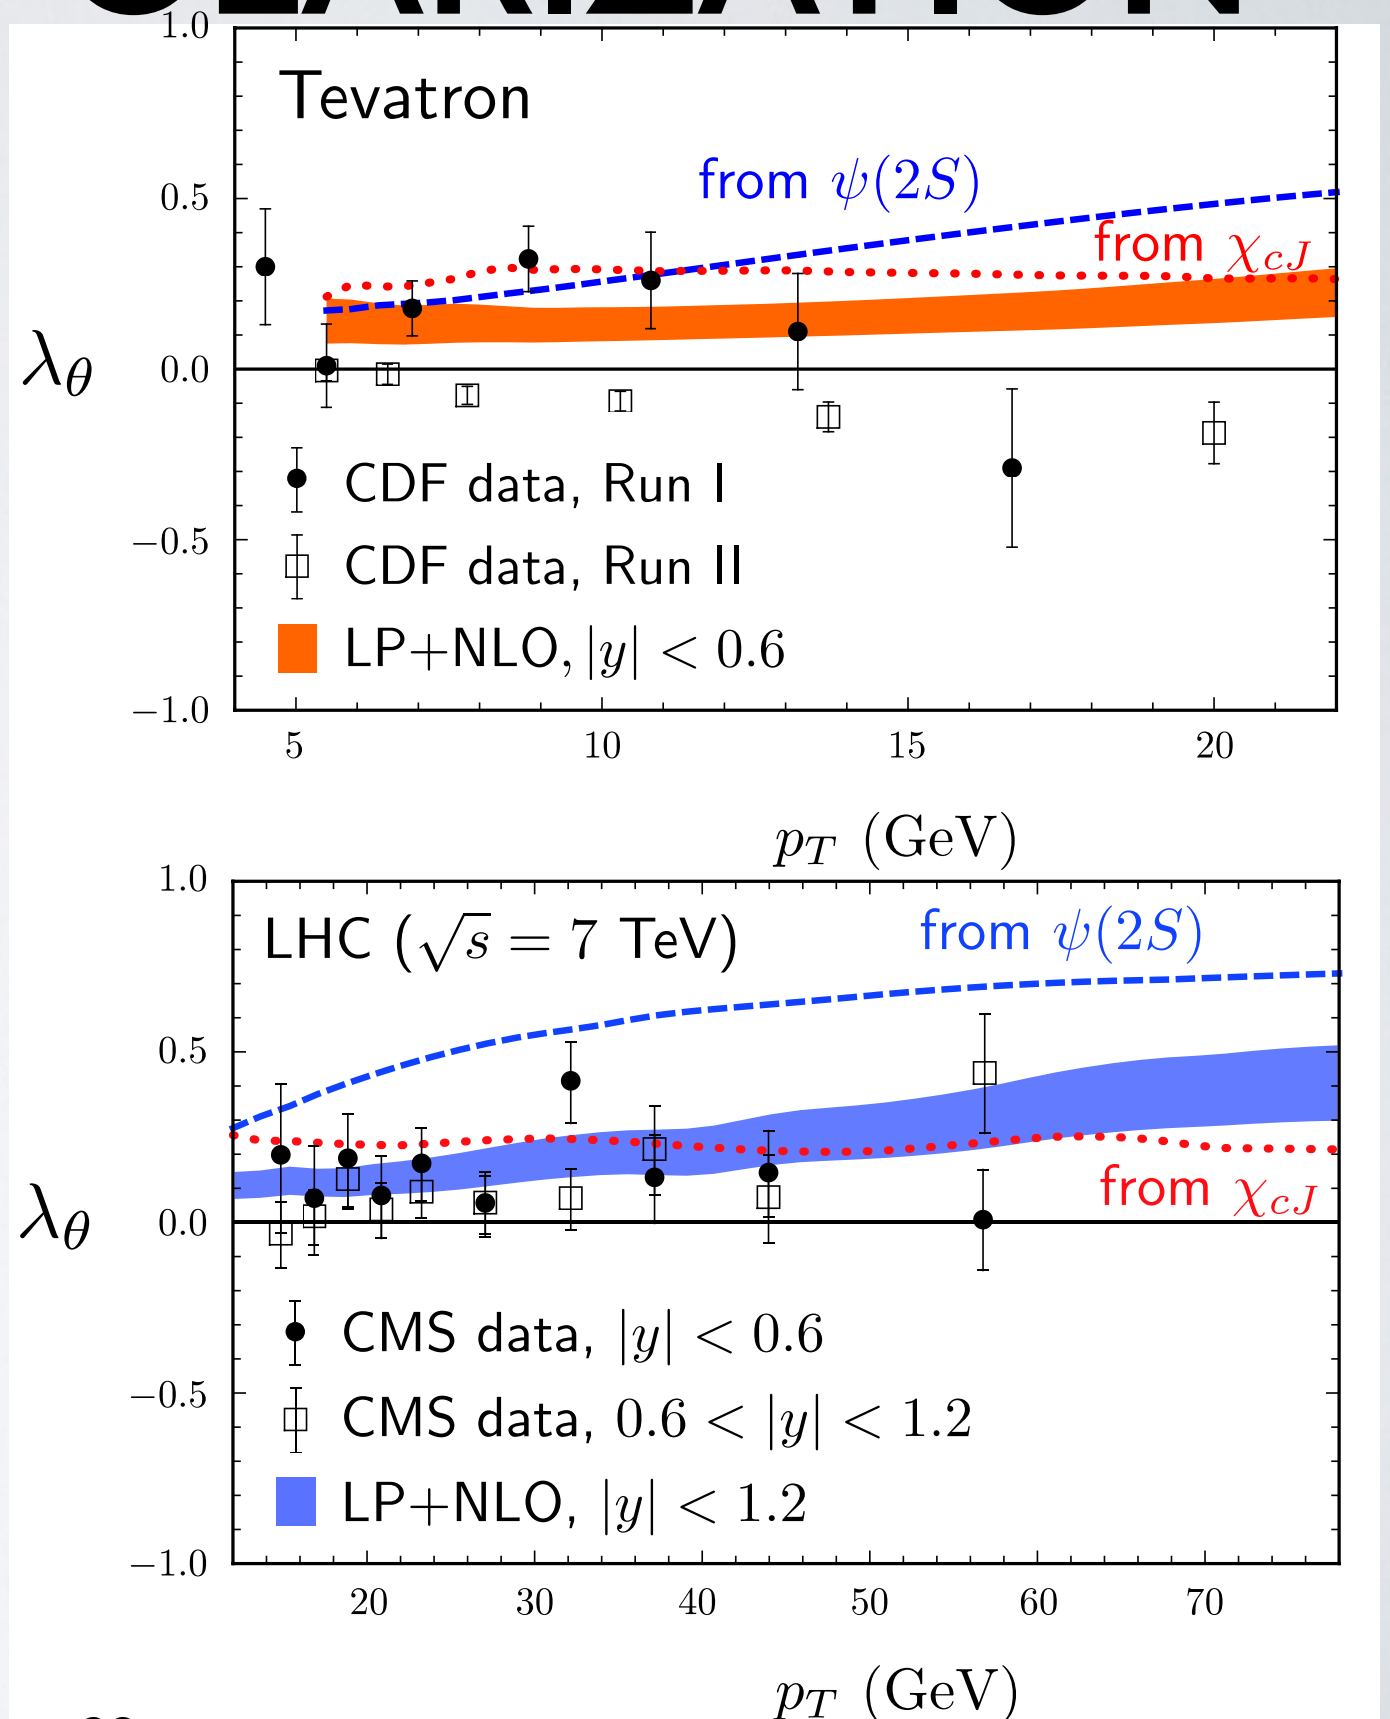 1.0
Tevatron
from ψ(2S)
0.5
from χcJ
λθ
0.0
CDF data, Run I
−0.5
CDF data, Run II
LP+NLO, |y| < 0.6
−1.0
5 10 15 20
pT (GeV)
1.0
LHC (√s = 7 TeV)
from ψ(2S)
0.5
from χcJ
λθ
0.0
CMS data, |y| < 0.6
−0.5
CMS data, 0.6 < |y| < 1.2
LP+NLO, |y| < 1.2
−1.0
20 30 40 50 60 70
pT (GeV)